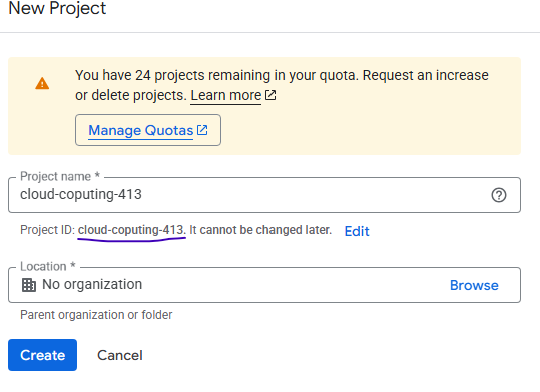 New Project
You have 24 projects remaining in your quota. Request an increase
or delete projects. Learn more
Manage Quotas
Project name *
cloud-coputing-413
Project ID: cloud-coputing-413. It cannot be changed later. Edit
Location *
No organization Browse
Parent organization or folder
Create Cancel